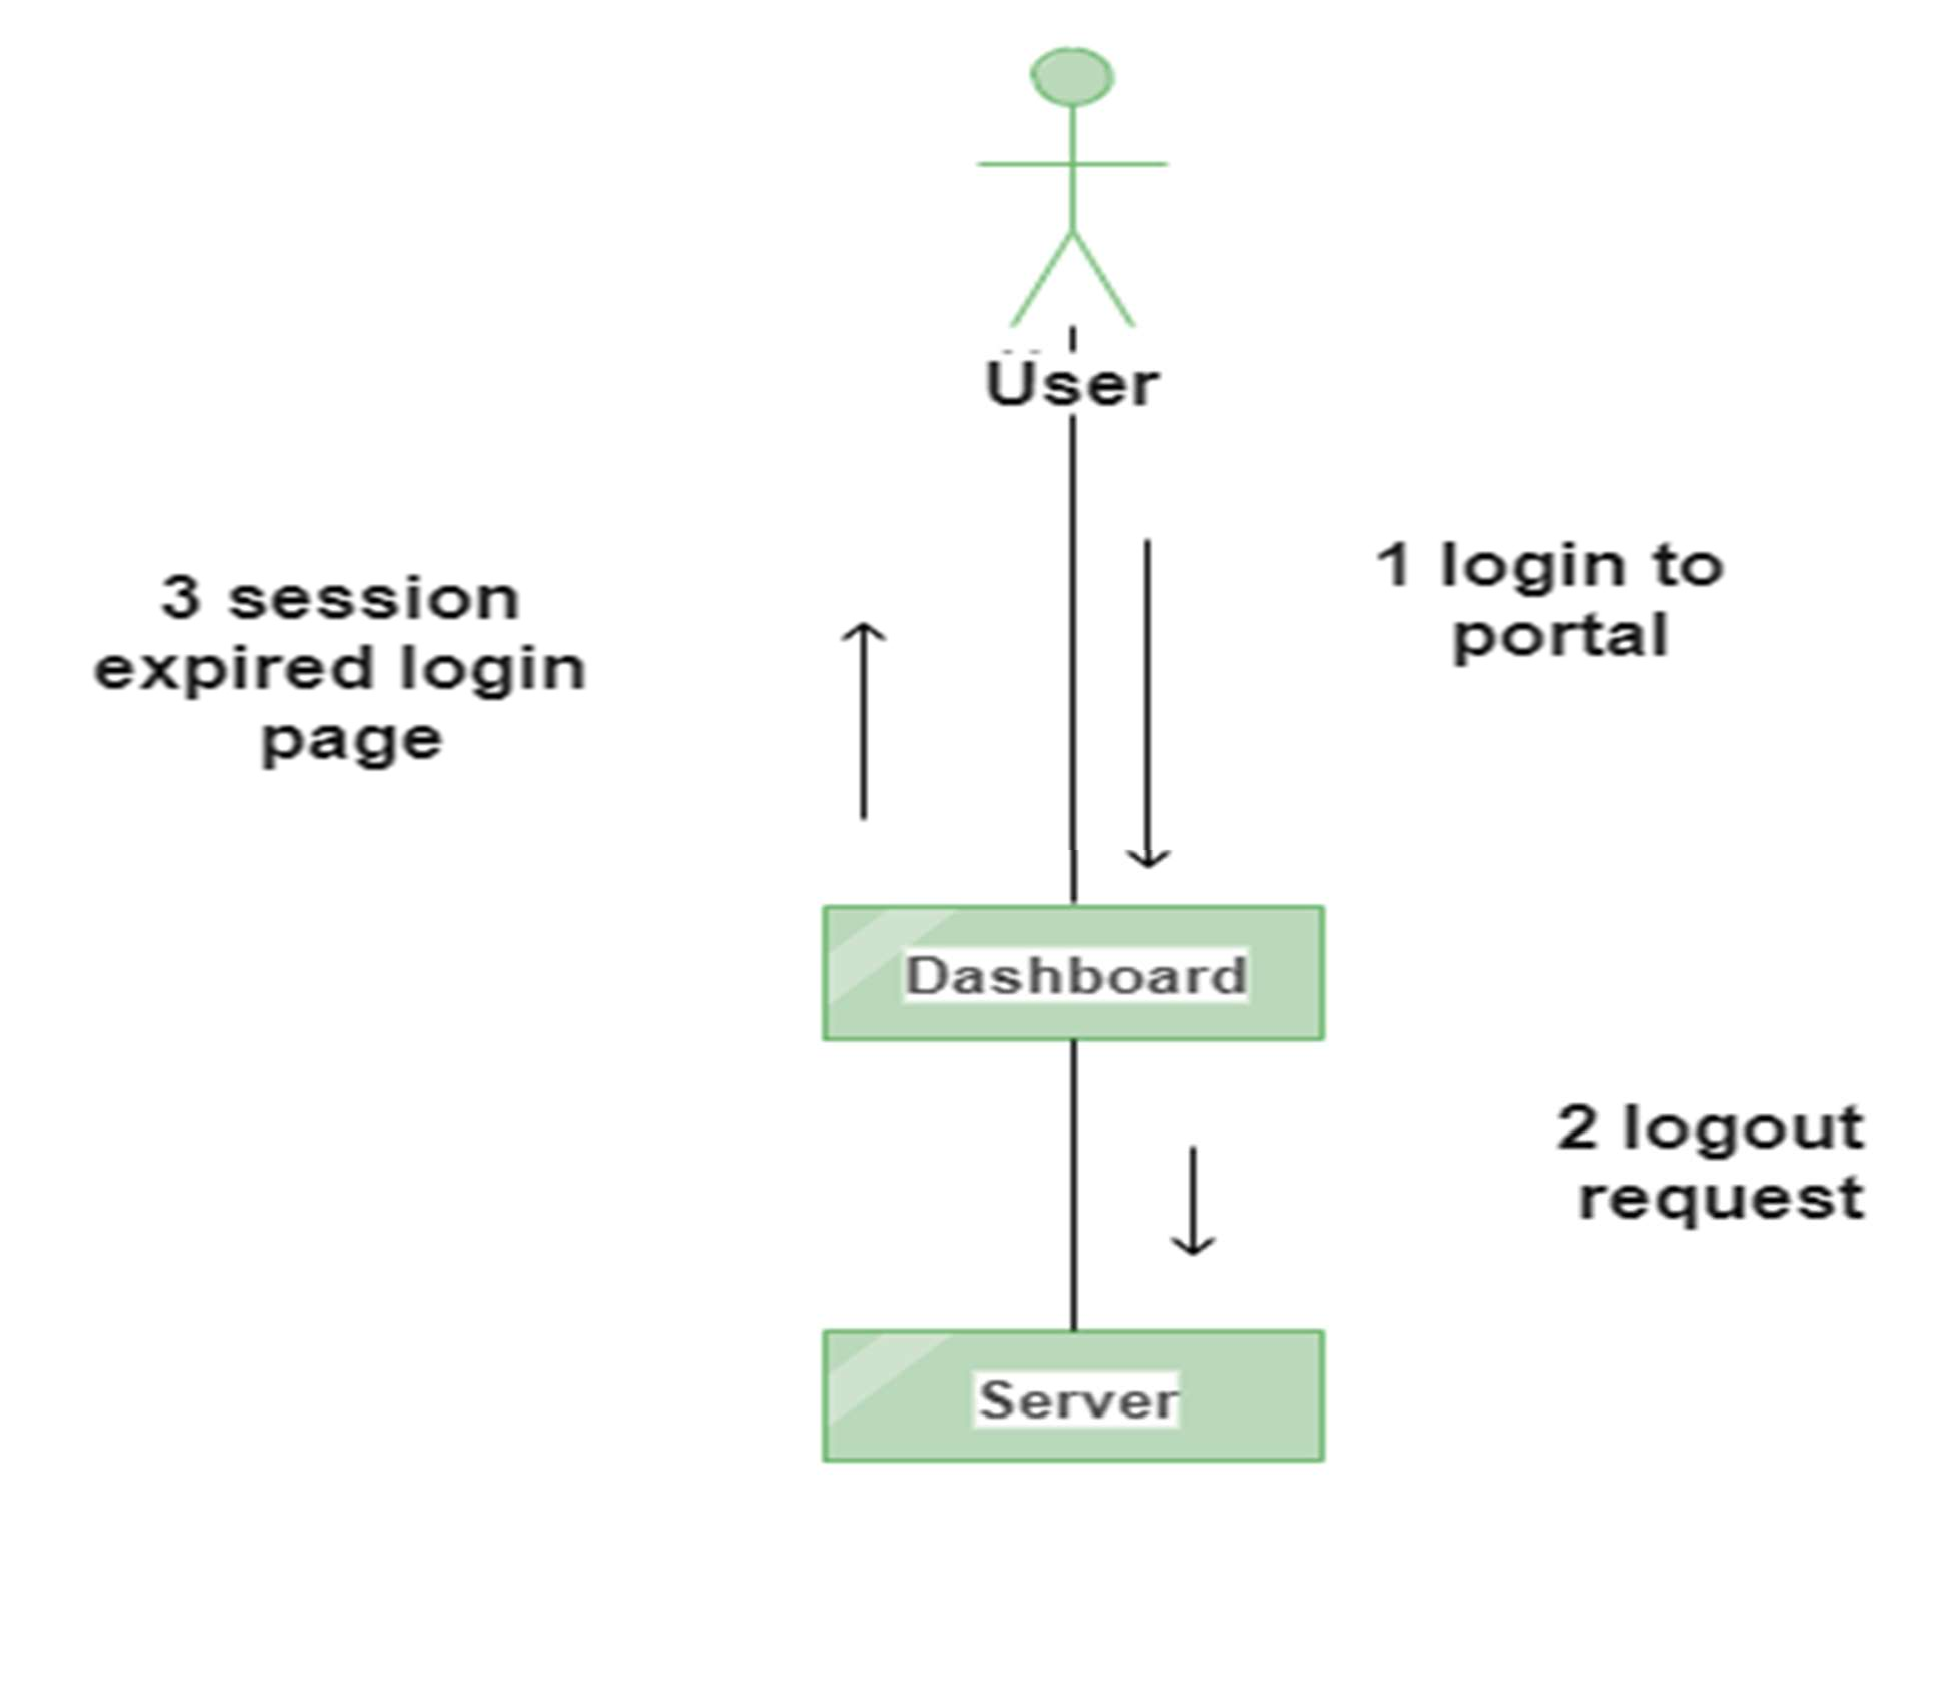 User
1 login to
portal
3 session
expired login
page
Dashboard
2 logout
request
Server